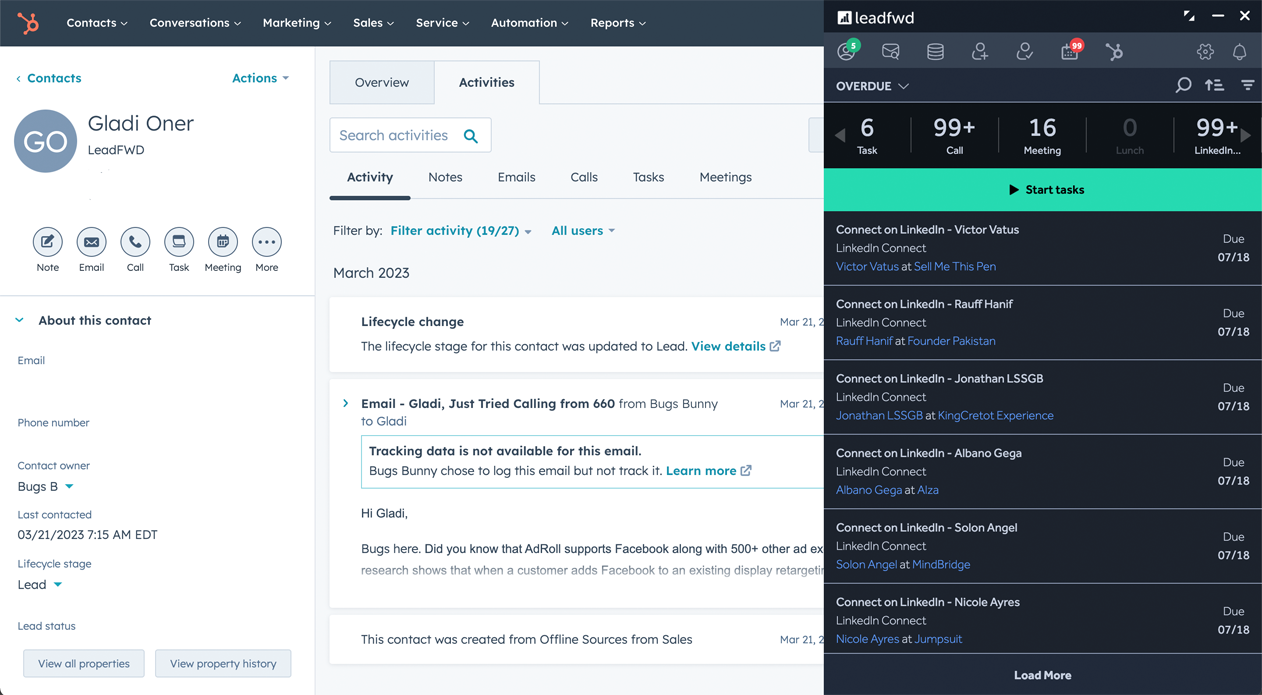 Contacts Conversations Marketing Sales Service Automation Reports
Contacts
Actions
GO
Gladi Oner
LeadFWD
Note Email Call Task Meeting More
About this contact
Email
Phone number
Contact owner
Bugs B
Last contacted
03/21/2023 7:15 AM EDT
Lifecycle stage
Lead
Lead status
View all properties View property history
Overview Activities
Search activities
Activity Notes Emails Calls Tasks Meetings
Filter by: Filter activity (19/27) All users
March 2023
Lifecycle change Mar 21, 2
The lifecycle stage for this contact was updated to Lead. View details
Email - Gladi, Just Tried Calling from 660 from Bugs Bunny Mar 21, 2
to Gladi
Tracking data is not available for this email.
Bugs Bunny chose to log this email but not track it. Learn more
Hi Gladi,
Bugs here. Did you know that AdRoll supports Facebook along with 500+ other ad ex
research shows that when a customer adds Facebook to an existing display retargetin
This contact was created from Offline Sources from Sales Mar 21, 2
leadfwd
5 99
OVERDUE
6 99+ 16 0 99+
Task Call Meeting Lunch LinkedIn...
Start tasks
Connect on LinkedIn - Victor Vatus
LinkedIn Connect
Victor Vatus at Sell Me This Pen
Due
07/18
Connect on LinkedIn - Rauff Hanif
LinkedIn Connect
Rauff Hanif at Founder Pakistan
Due
07/18
Connect on LinkedIn - Jonathan LSSGB
LinkedIn Connect
Jonathan LSSGB at KingCretot Experience
Due
07/18
Connect on LinkedIn - Albano Gega
LinkedIn Connect
Albano Gega at Alza
Due
07/18
Connect on LinkedIn - Solon Angel
LinkedIn Connect
Solon Angel at MindBridge
Due
07/18
Connect on LinkedIn - Nicole Ayres
LinkedIn Connect
Nicole Ayres at Jumpsuit
Due
07/18
Load More